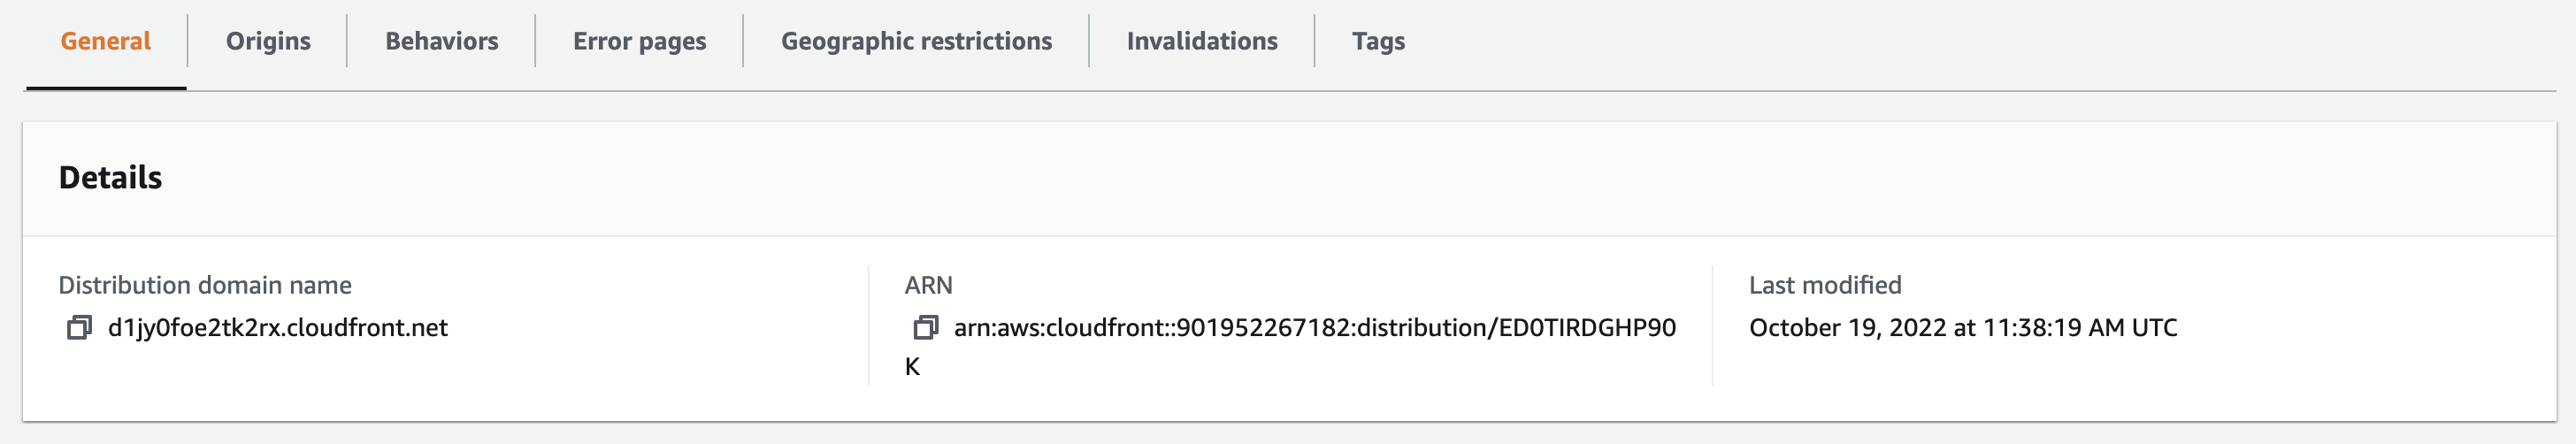 General
Origins
Behaviors
Error pages
Geographic restrictions
Invalidations
Tags
Details
Distribution domain name
d1jy0foe2tk2rx.cloudfront.net
ARN
arn:aws:cloudfront::901952267182:distribution/ED0TIRDGHP90
K
Last modified
October 19, 2022 at 11:38:19 AM UTC